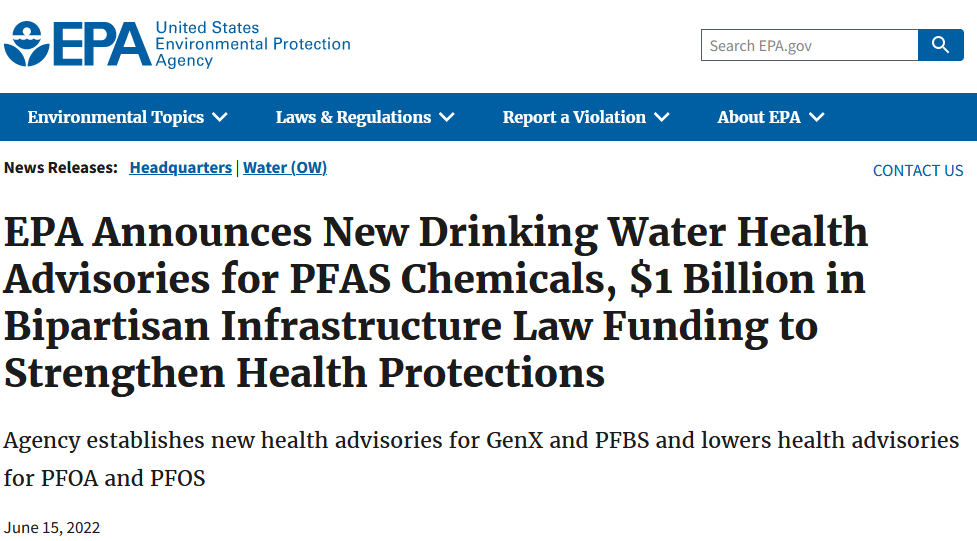 EPA
United States
Environmental Protection
Agency
Search EPA.gov
Environmental Topics
Laws & Regulations
Report a Violation
About EPA
News Releases: Headquarters | Water (OW)
CONTACT US
EPA Announces New Drinking Water Health
Advisories for PFAS Chemicals, $1 Billion in
Bipartisan Infrastructure Law Funding to
Strengthen Health Protections
Agency establishes new health advisories for GenX and PFBS and lowers health advisories
for PFOA and PFOS
June 15, 2022